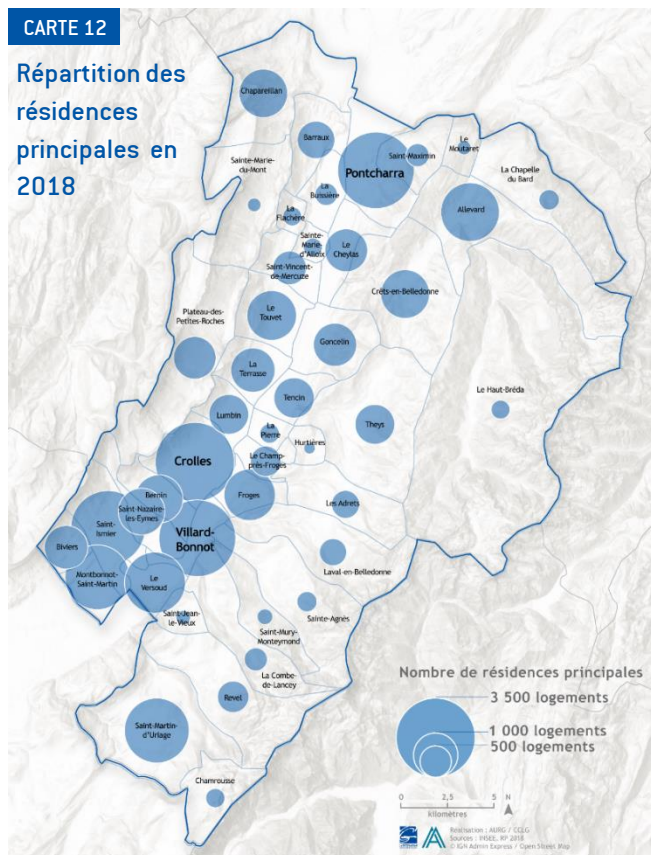 CARTE 12
Répartition des
résidences
principales en
2018
Chapareillan
Barraux
Le
Moutaret
Saint-Maximin
Sainte-Marie-
du-Mont
Pontcharra
La Chapelle
du Bard
La
Buissière
Allevard
La
Flachère
Sainte-
Marie-
d'Alloix
Le
Cheylas
Saint-Vincent-
de-Mercuze
Crêts-en-Belledonne
Plateau-des-
Petites-Roches
Le
Touvet
Goncelin
La
Terrasse
Le Haut-Bréda
Tencin
Lumbin
Theys
La
Pierre
Hurtières
Crolles
Le Champ-
près-Froges
Bernin
Froges
Les Adrets
Saint-Nazaire-
les-Eymes
Saint-
Ismier
Villard-
Bonnot
Biviers
Laval-en-Belledonne
Montbonnot-
Saint-Martin
Le
Versoud
Saint-Jean-
le-Vieux
Sainte-Agnès
Saint-Mury-
Monteymond
La Combe-
de-Lancey
Revel
Saint-Martin-
d'Uriage
Chamrousse
Nombre de résidences principales
3 500 logements
1 000 logements
500 logements
0 2,5 5 N
kilomètres
Réalisation : AURG / CCLG
Sources : INSEE, RP 2018
© IGN Admin Express / Open Street Map